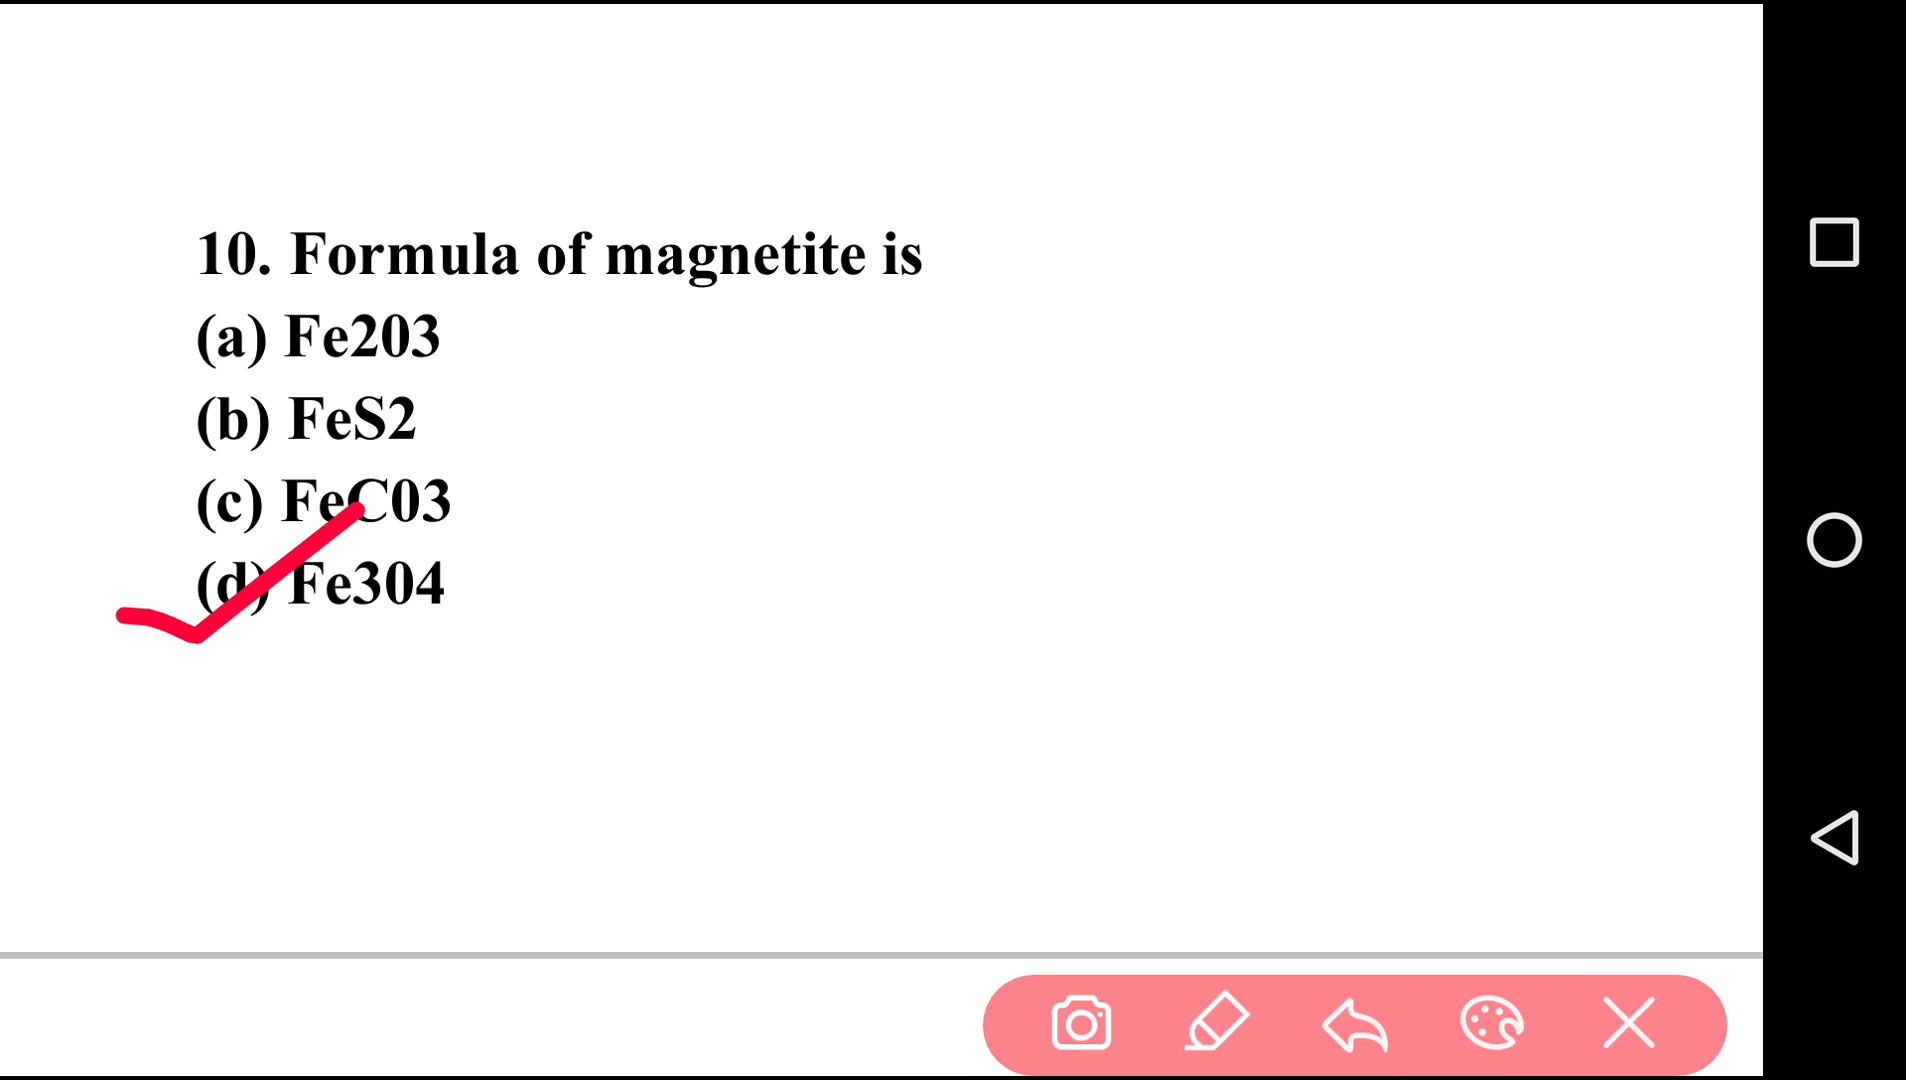 10. Formula of magnetite is
(a) Fe203
(b) FeS2
(c) FeC03
(d) Fe304